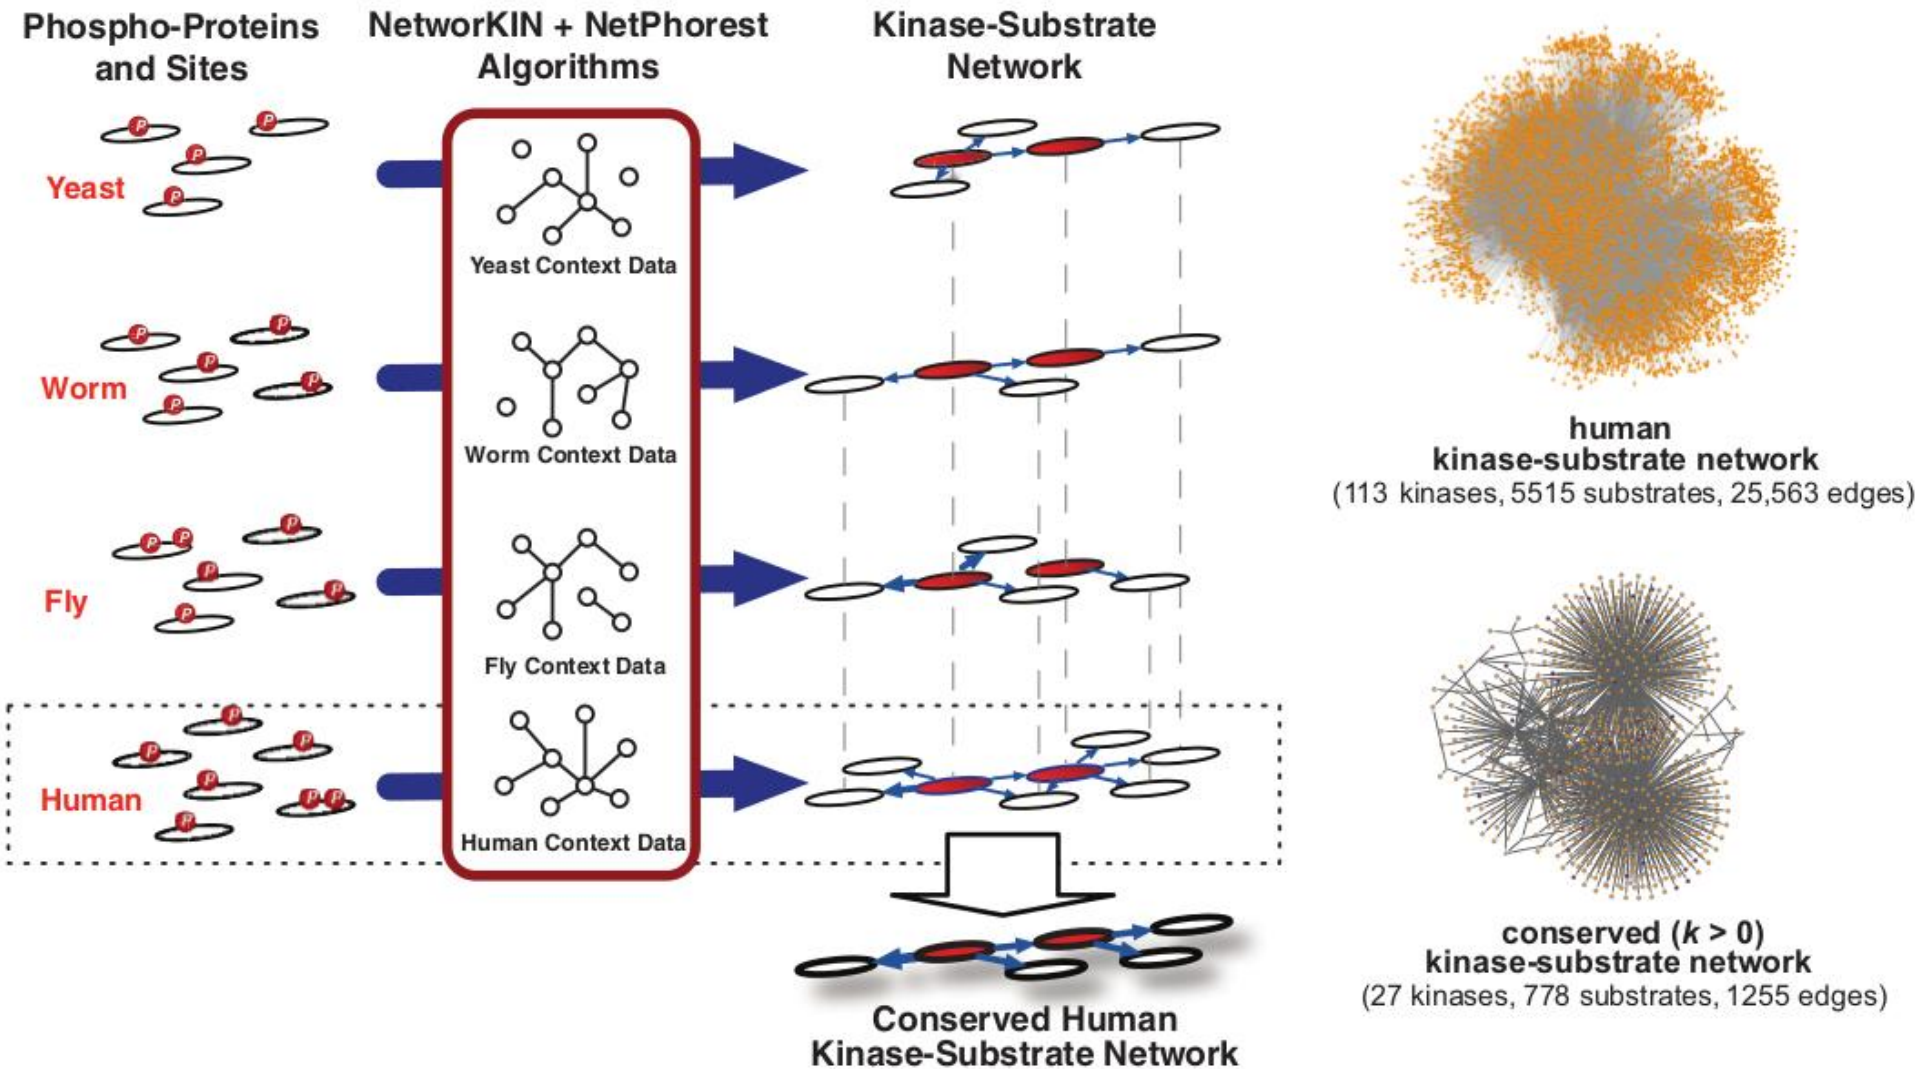 Phospho-Proteins
and Sites
NetworKIN + NetPhorest
Algorithms
Kinase-Substrate
Network
P
P
P
P
Yeast
Yeast Context Data
P
P
P
P
P
Worm
Worm Context Data
P
P
P
P
P
P
Fly
Fly Context Data
P
P
P
P
P
P
P
Human
Human Context Data
Conserved Human
Kinase-Substrate Network
human
kinase-substrate network
(113 kinases, 5515 substrates, 25,563 edges)
conserved (k > 0)
kinase-substrate network
(27 kinases, 778 substrates, 1255 edges)